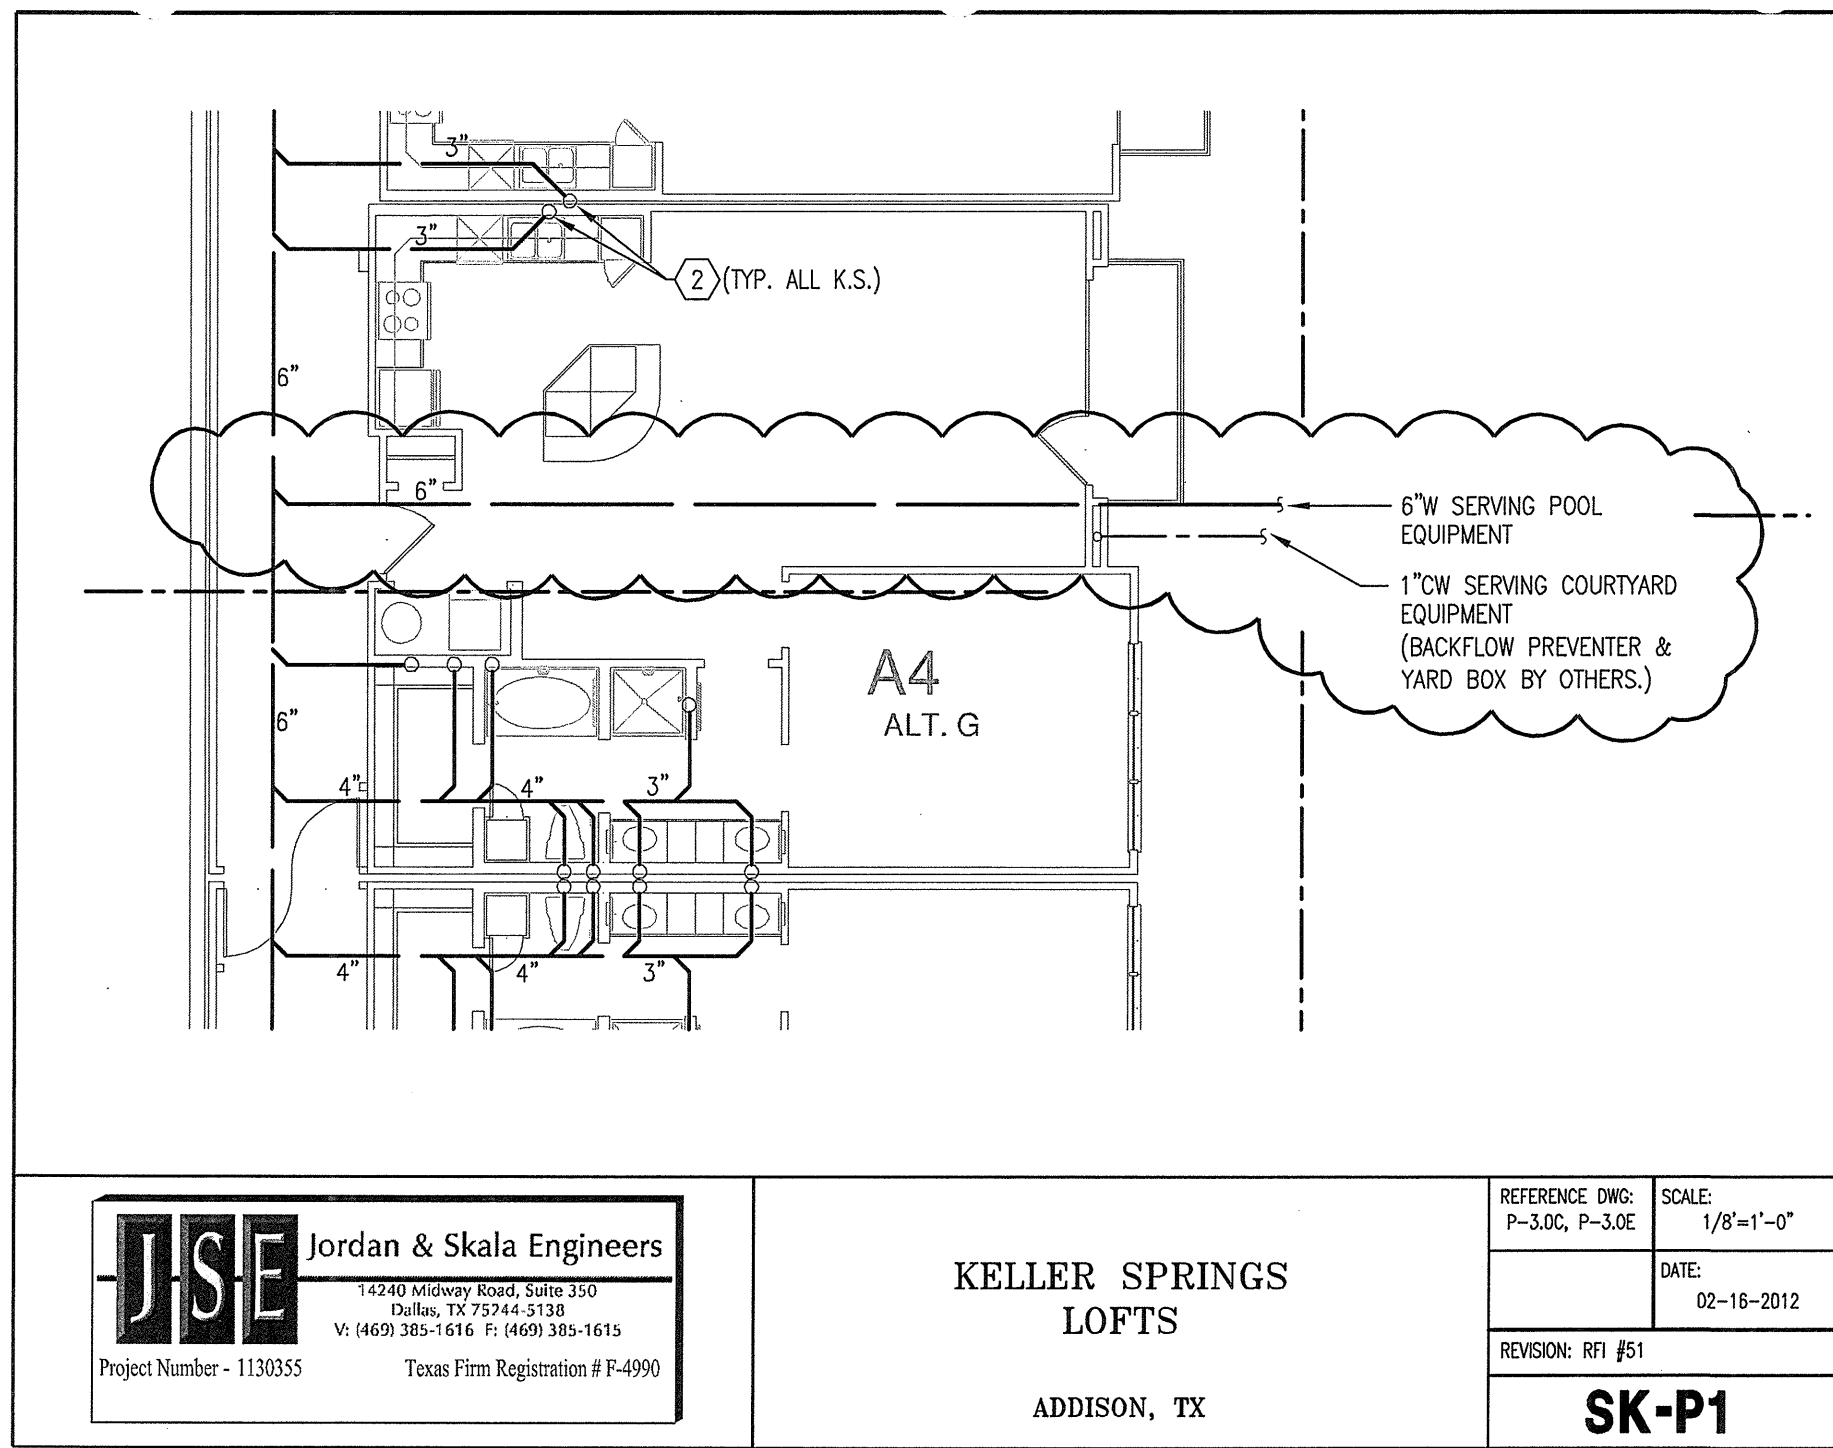 3"
3"
2 (TYP. ALL K.S.)
6"
6"
6"W SERVING POOL
EQUIPMENT
1"CW SERVING COURTYARD
EQUIPMENT
(BACKFLOW PREVENTER &
YARD BOX BY OTHERS.)
A4
ALT. G
6"
4"
4"
3"
4"
4"
3"
JSE
Jordan & Skala Engineers
14240 Midway Road, Suite 350
Dallas, TX 75244-5138
V: (469) 385-1616 F: (469) 385-1615
Project Number - 1130355
Texas Firm Registration # F-4990
KELLER SPRINGS
LOFTS
ADDISON, TX
REFERENCE DWG:
P-3.0C, P-3.0E
SCALE:
1/8'=1'-0"
DATE:
02-16-2012
REVISION: RFI #51
SK-P1